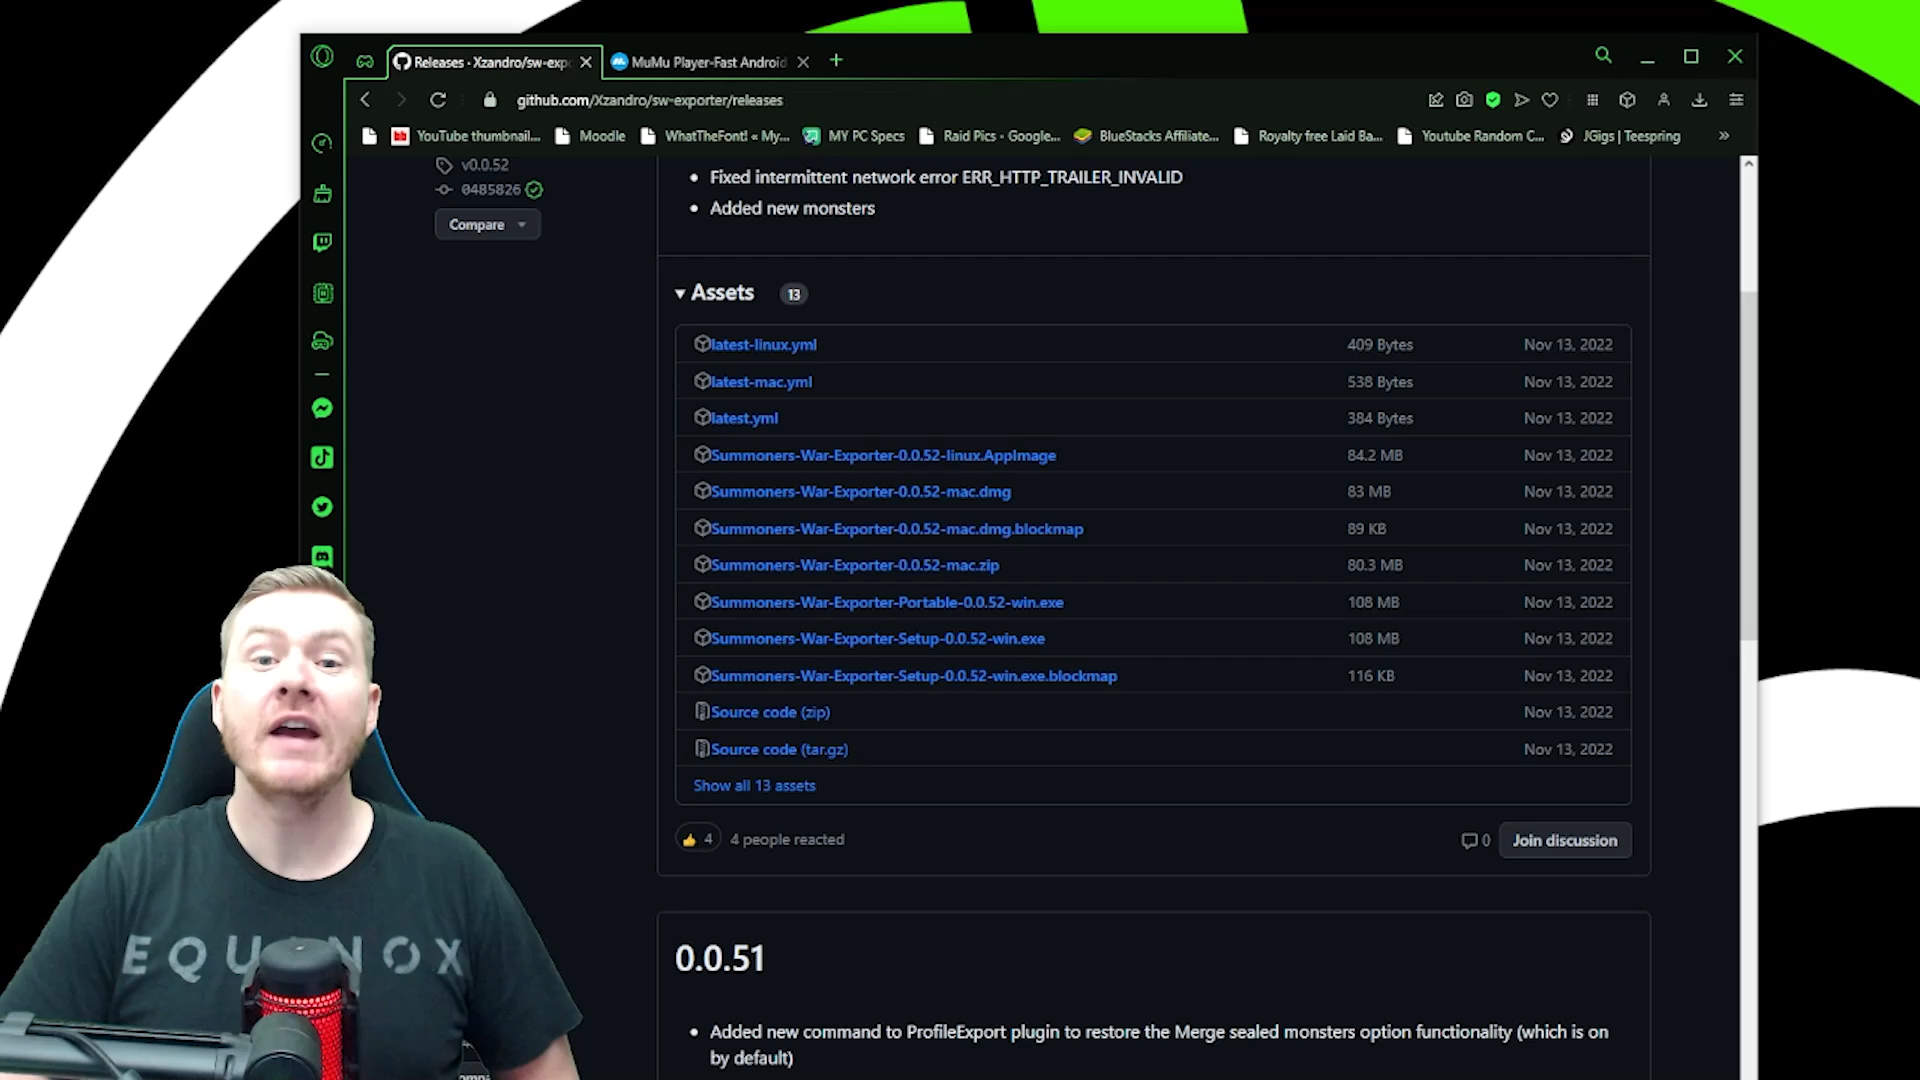 Releases · Xzandro/sw-expo
MuMu Player-Fast Android
github.com/Xzandro/sw-exporter/releases
YouTube thumbnail...
Moodle
WhatTheFont! « My...
MY PC Specs
Raid Pics - Google...
BlueStacks Affiliate...
Royalty free Laid Ba...
Youtube Random C...
JGigs | Teespring
»
v0.0.52
0485826
Compare
Fixed intermittent network error ERR_HTTP_TRAILER_INVALID
Added new monsters
Assets 13
latest-linux.yml 409 Bytes Nov 13, 2022
latest-mac.yml 538 Bytes Nov 13, 2022
latest.yml 384 Bytes Nov 13, 2022
Summoners-War-Exporter-0.0.52-linux.AppImage 84.2 MB Nov 13, 2022
Summoners-War-Exporter-0.0.52-mac.dmg 83 MB Nov 13, 2022
Summoners-War-Exporter-0.0.52-mac.dmg.blockmap 89 KB Nov 13, 2022
Summoners-War-Exporter-0.0.52-mac.zip 80.3 MB Nov 13, 2022
Summoners-War-Exporter-Portable-0.0.52-win.exe 108 MB Nov 13, 2022
Summoners-War-Exporter-Setup-0.0.52-win.exe 108 MB Nov 13, 2022
Summoners-War-Exporter-Setup-0.0.52-win.exe.blockmap 116 KB Nov 13, 2022
Source code (zip) Nov 13, 2022
Source code (tar.gz) Nov 13, 2022
Show all 13 assets
4 4 people reacted
0 Join discussion
0.0.51
Added new command to ProfileExport plugin to restore the Merge sealed monsters option functionality (which is on
by default)